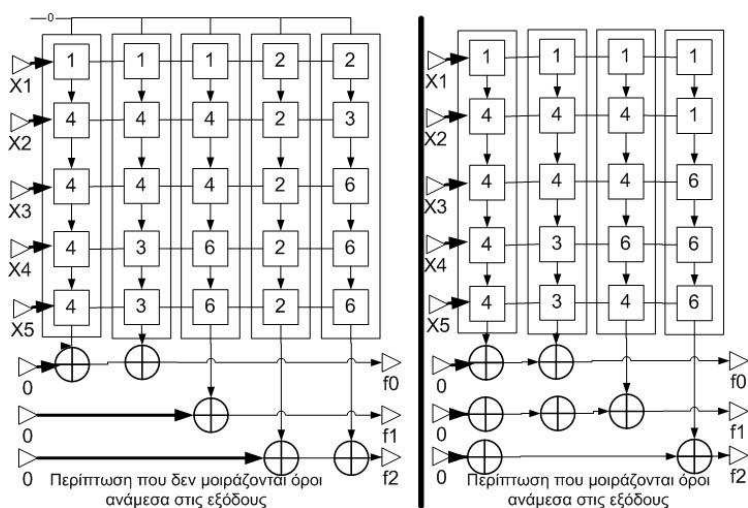 0
X1 1 1 1 2 2
X2 4 4 4 2 3
X3 4 4 4 2 6
X4 4 3 6 2 6
X5 4 3 6 2 6
0 f0
0 f1
0 f2
Περίπτωση που δεν μοιράζονται όροι
ανάμεσα στις εξόδους
X1 1 1 1 1
X2 4 4 4 1
X3 4 4 4 6
X4 4 3 6 6
X5 4 3 4 6
0 f0
0 f1
0 f2
Περίπτωση που μοιράζονται όροι
ανάμεσα στις εξόδους